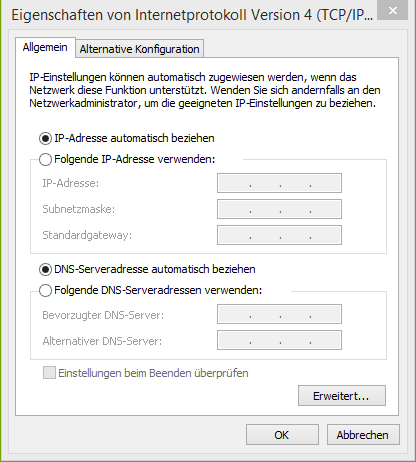 Eigenschaften von Internetprotokoll Version 4 (TCP/IP...
Allgemein
Alternative Konfiguration
IP-Einstellungen können automatisch zugewiesen werden, wenn das
Netzwerk diese Funktion unterstützt. Wenden Sie sich andernfalls an den
Netzwerkadministrator, um die geeigneten IP-Einstellungen zu beziehen.
IP-Adresse automatisch beziehen
Folgende IP-Adresse verwenden:
IP-Adresse:
Subnetzmaske:
Standardgateway:
DNS-Serveradresse automatisch beziehen
Folgende DNS-Serveradressen verwenden:
Bevorzugter DNS-Server:
Alternativer DNS-Server:
Einstellungen beim Beenden überprüfen
Erweitert...
OK
Abbrechen